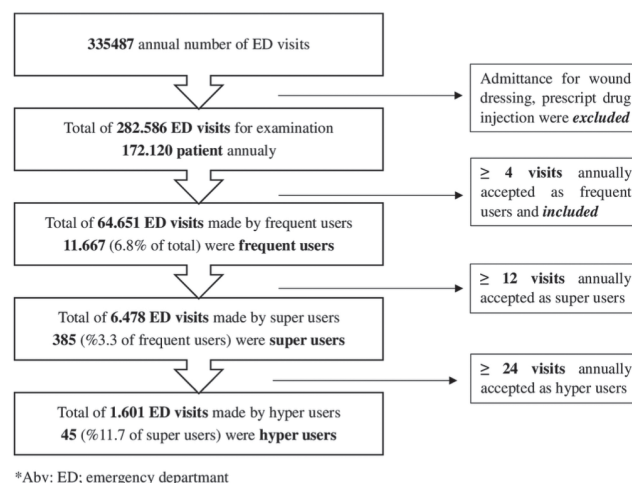 335487 annual number of ED visits
Admittance for wound
dressing, prescript drug
injection were excluded
Total of 282.586 ED visits for examination
172.120 patient annualy
≥ 4 visits annually
accepted as frequent
users and included
Total of 64.651 ED visits made by frequent users
11.667 (6.8% of total) were frequent users
≥ 12 visits annually
accepted as super users
Total of 6.478 ED visits made by super users
385 (%3.3 of frequent users) were super users
≥ 24 visits annually
accepted as hyper users
Total of 1.601 ED visits made by hyper users
45 (%11.7 of super users) were hyper users
*Abv: ED; emergency departmant